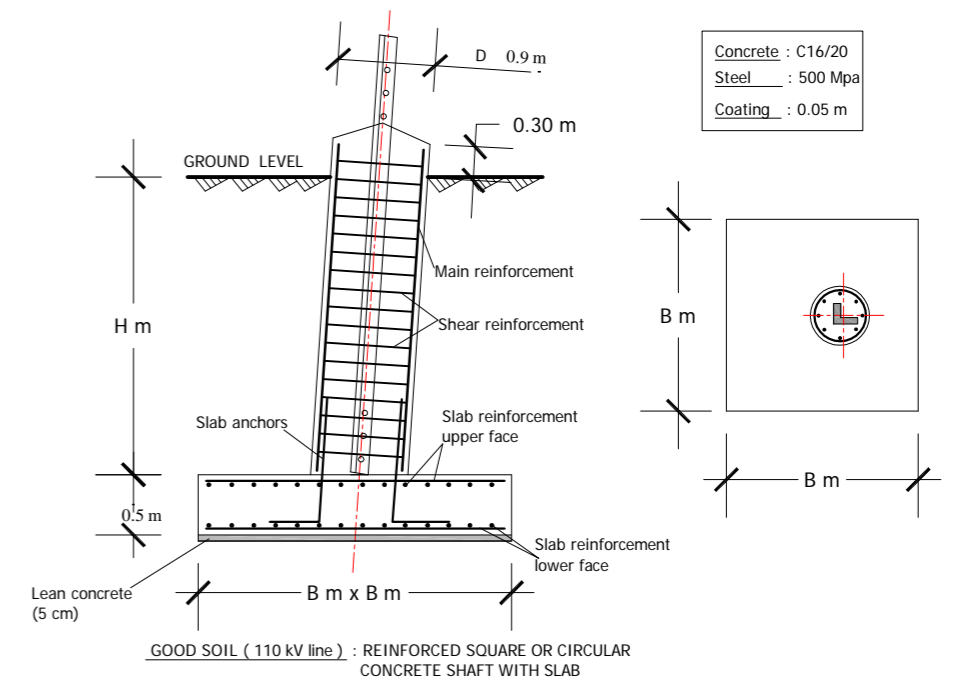 D 0.9 m
0.30 m
GROUND LEVEL
Main reinforcement
H m
Shear reinforcement
Slab anchors
Slab reinforcement
upper face
0.5 m
Slab reinforcement
lower face
Lean concrete
(5 cm)
B m x B m
GOOD SOIL ( 110 kV line ) : REINFORCED SQUARE OR CIRCULAR
CONCRETE SHAFT WITH SLAB
Concrete : C16/20
Steel : 500 Mpa
Coating : 0.05 m
B m
B m